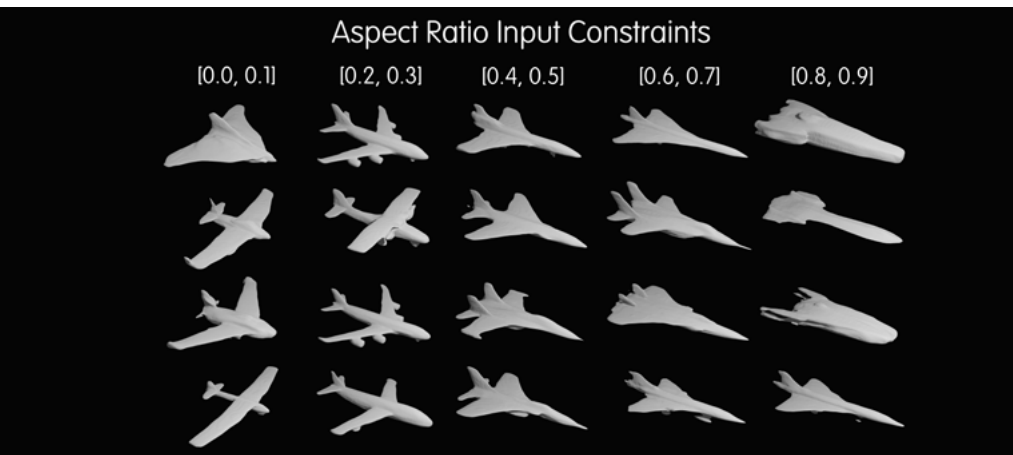 Aspect Ratio Input Constraints
[0.0, 0.1] [0.2, 0.3] [0.4, 0.5] [0.6, 0.7] [0.8, 0.9]